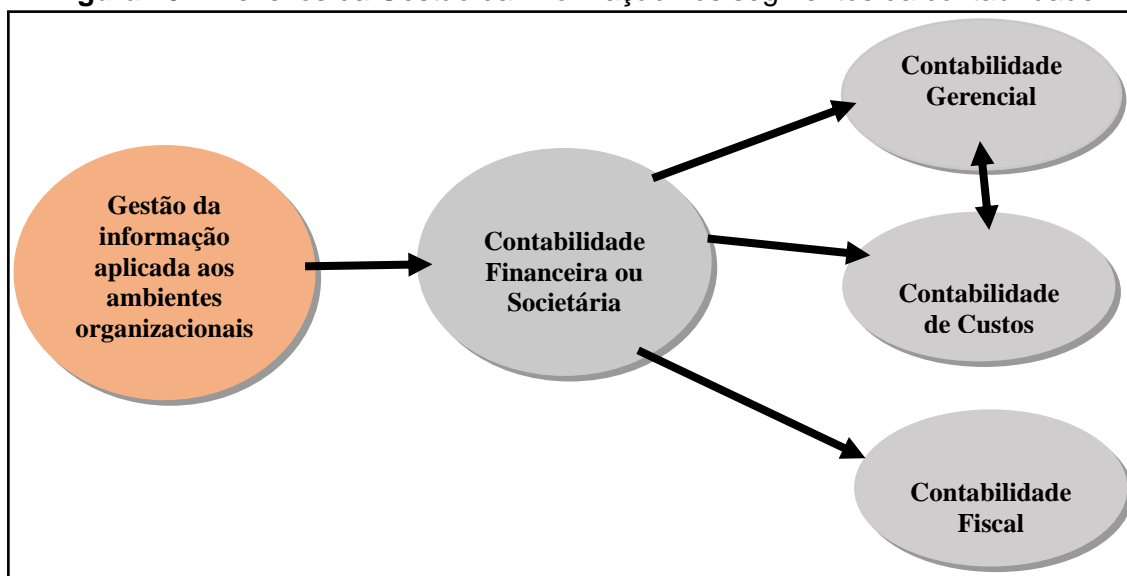 Gestão da
informação
aplicada aos
ambientes
organizacionais
Contabilidade
Financeira ou
Societária
Contabilidade
Gerencial
Contabilidade
de Custos
Contabilidade
Fiscal